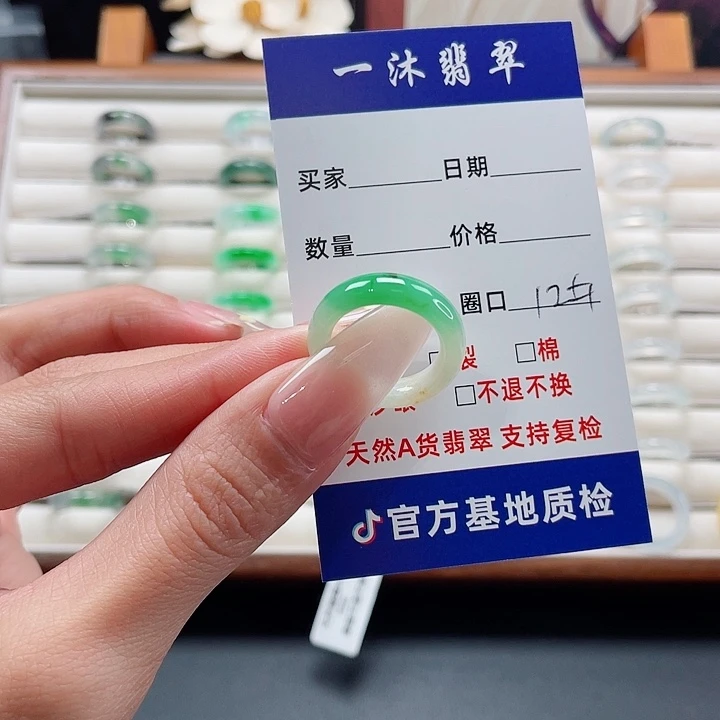 一沐翡翠
买家 日期
数量 价格
圈口 12
裂 □棉
□不退不换
天然A货翡翠 支持复检
官方基地质检